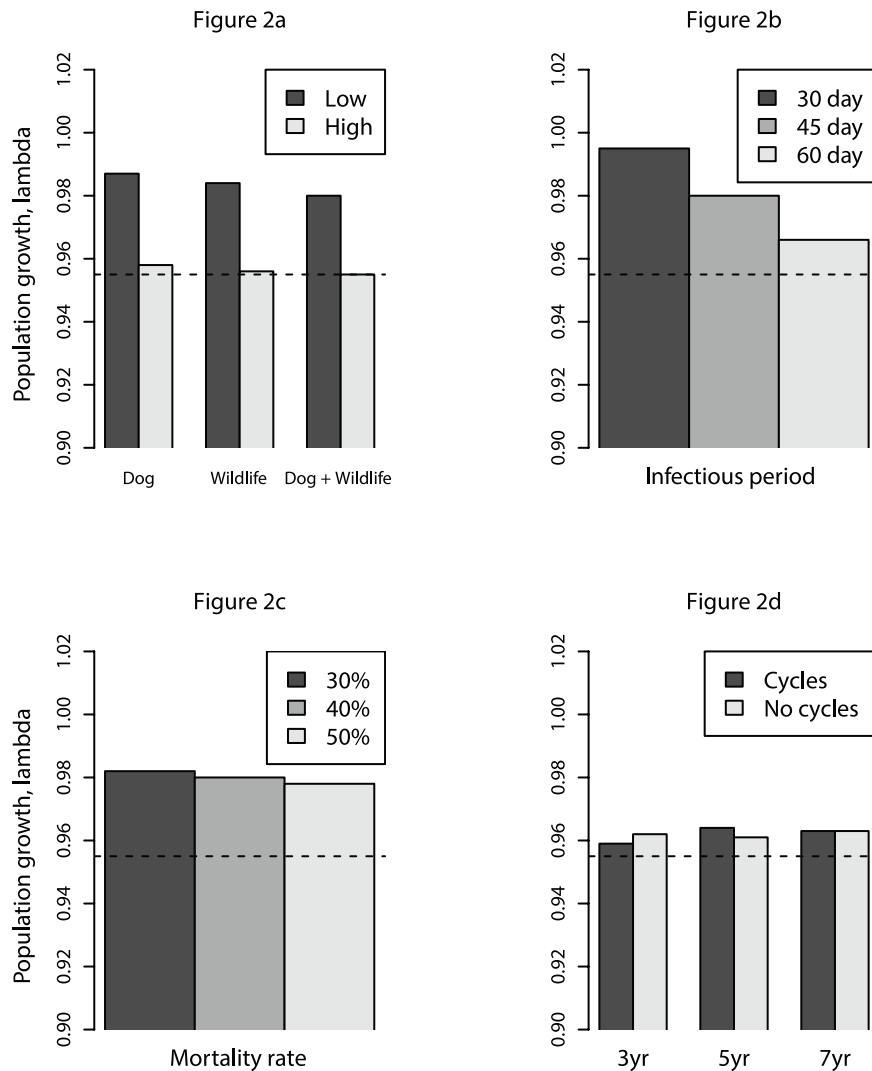 Figure 2a
Population growth, lambda
1.02
1.00
0.98
0.96
0.94
0.92
0.90
Low
High
Dog
Wildlife
Dog + Wildlife
Figure 2b
1.02
1.00
0.98
0.96
0.94
0.92
0.90
30 day
45 day
60 day
Infectious period
Figure 2c
Population growth, lambda
1.02
1.00
0.98
0.96
0.94
0.92
0.90
30%
40%
50%
Mortality rate
Figure 2d
1.02
1.00
0.98
0.96
0.94
0.92
0.90
Cycles
No cycles
3yr
5yr
7yr